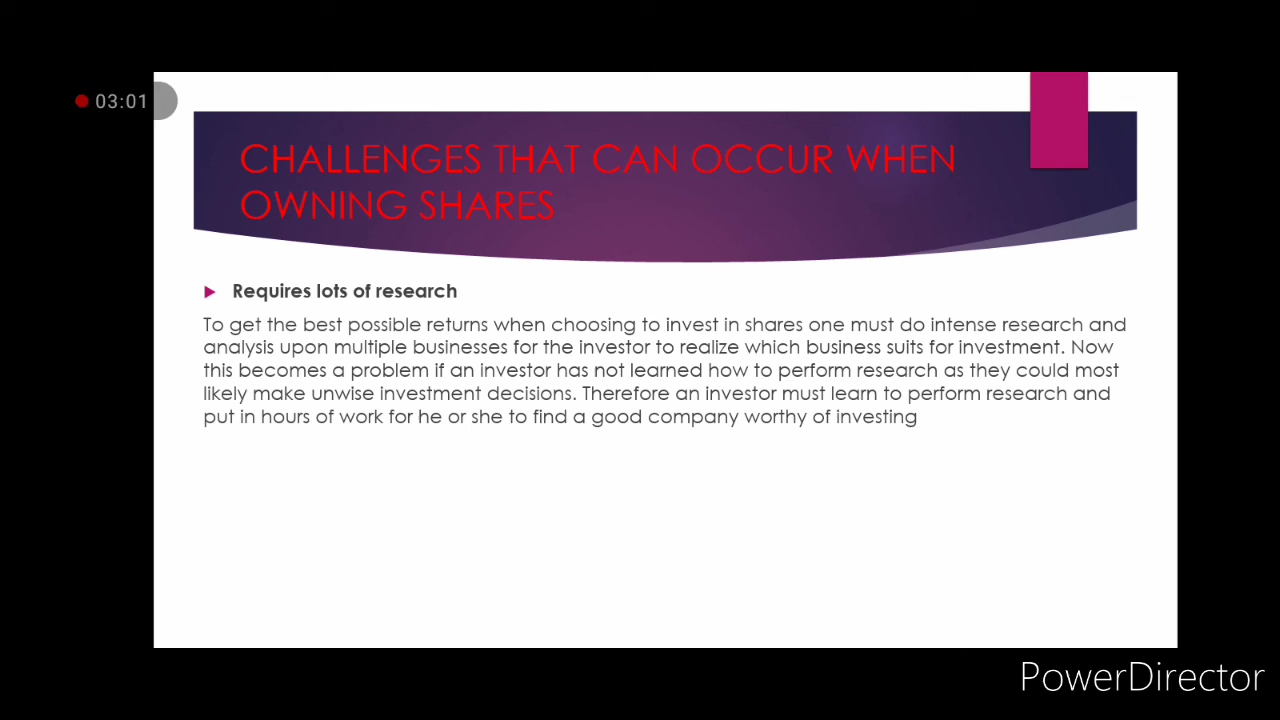 03:01
CHALLENGES THAT CAN OCCUR WHEN
OWNING SHARES
Requires lots of research
To get the best possible returns when choosing to invest in shares one must do intense research and
analysis upon multiple businesses for the investor to realize which business suits for investment. Now
this becomes a problem if an investor has not learned how to perform research as they could most
likely make unwise investment decisions. Therefore an investor must learn to perform research and
put in hours of work for he or she to find a good company worthy of investing
PowerDirector